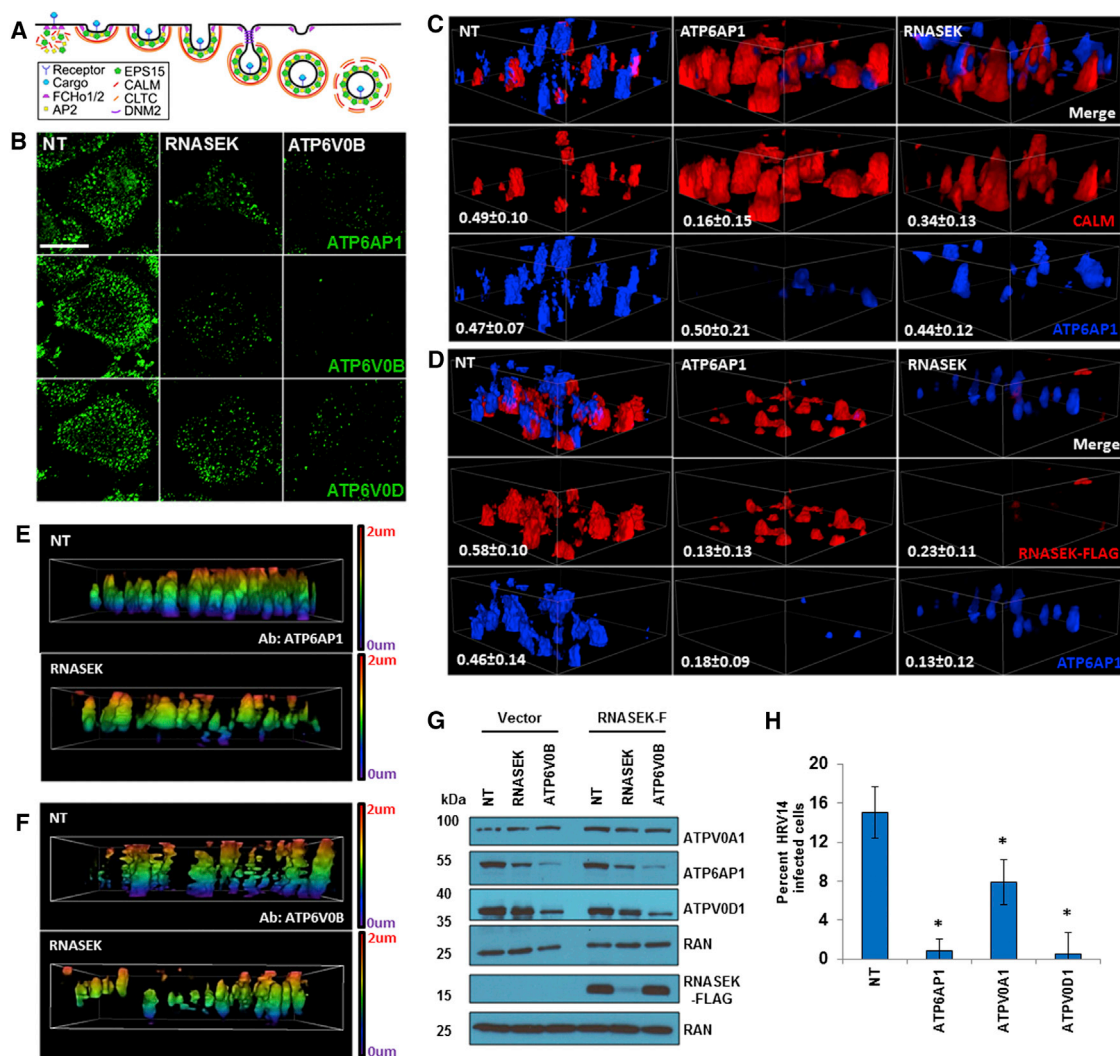 A
Receptor
Cargo
FCHo1/2
AP2
EPS15
CALM
CLTC
DNM2
B
NT
RNASEK
ATP6V0B
ATP6AP1
ATP6V0B
ATP6V0D
C
NT
ATP6AP1
RNASEK
Merge
0.49±0.10
0.16±0.15
0.34±0.13
CALM
0.47±0.07
0.50±0.21
0.44±0.12
ATP6AP1
D
NT
ATP6AP1
RNASEK
Merge
0.58±0.10
0.13±0.13
0.23±0.11
RNASEK-FLAG
0.46±0.14
0.18±0.09
0.13±0.12
ATP6AP1
E
NT
2um
Ab: ATP6AP1
0um
RNASEK
2um
0um
F
NT
2um
Ab: ATP6V0B
0um
RNASEK
2um
0um
G
Vector
RNASEK-F
kDa
NT
RNASEK
ATP6V0B
NT
RNASEK
ATP6V0B
100
ATPV0A1
55
ATP6AP1
40
35
ATPV0D1
25
RAN
15
RNASEK
-FLAG
25
RAN
H
Percent HRV14
infected cells
20
16
12
8
4
0
*
*
*
NT
ATP6AP1
ATPV0A1
ATPV0D1